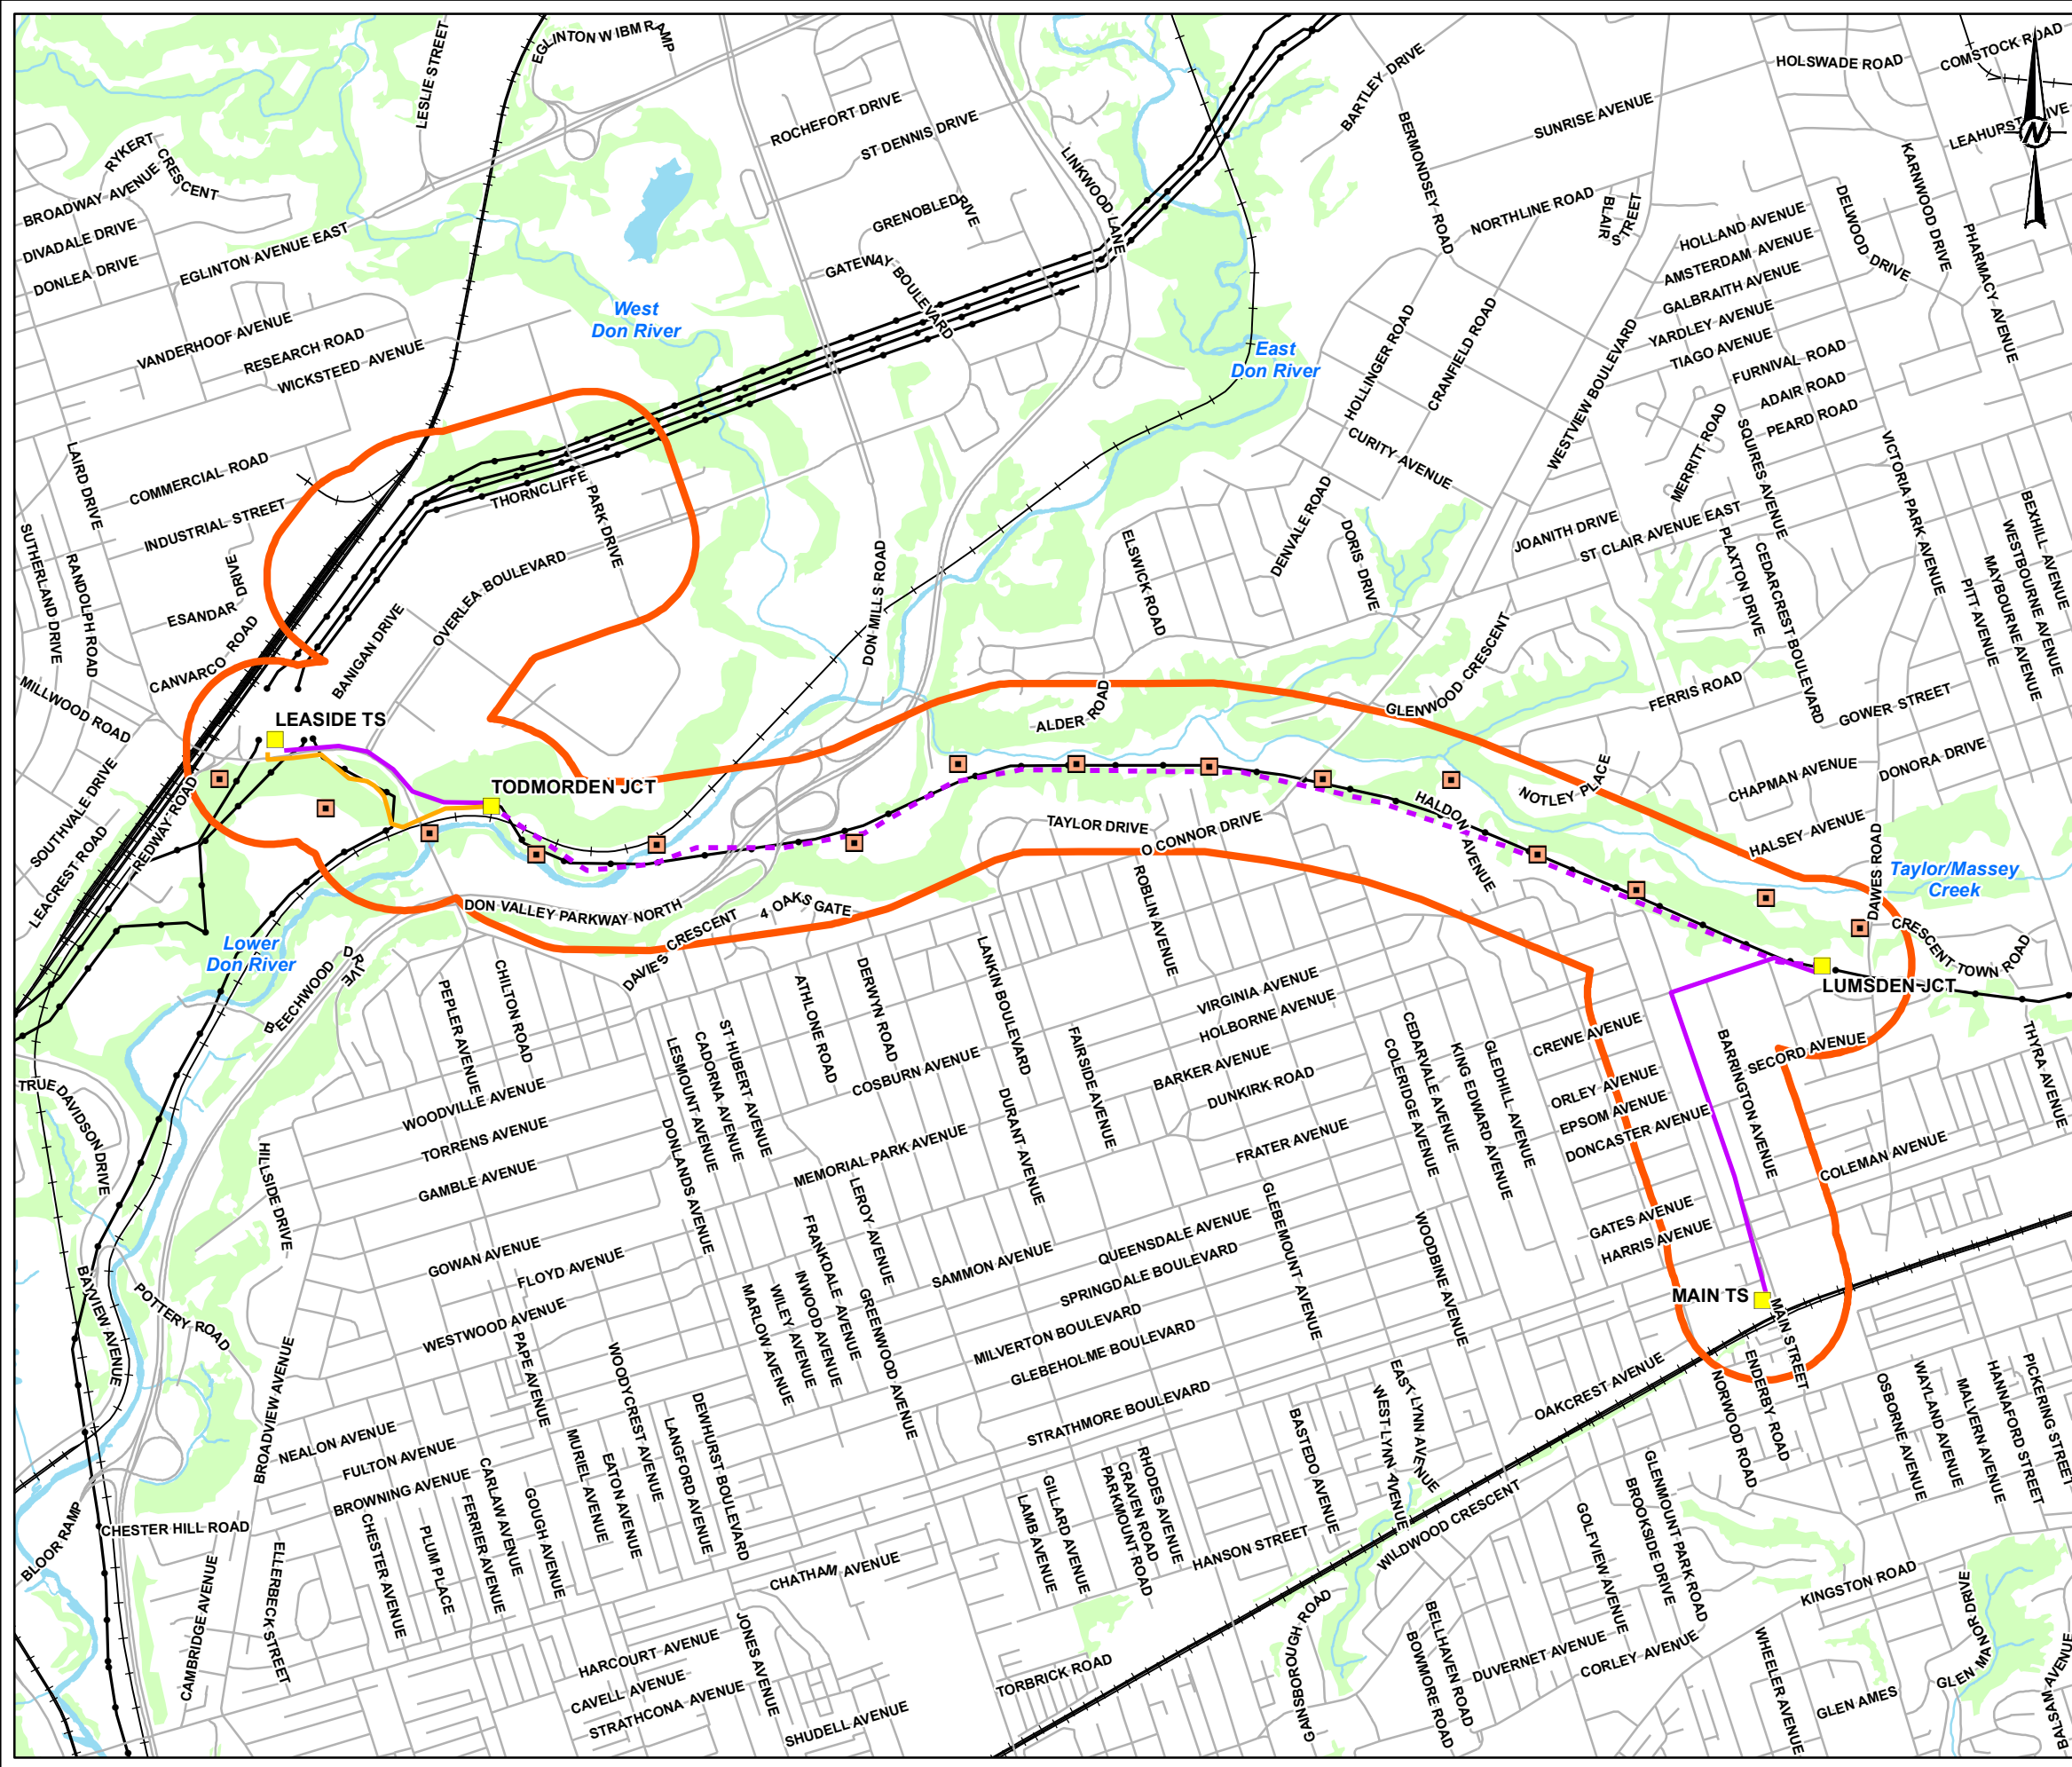 LESLIE STREET
EGLINTON W IBM RAMP
HOLSWADE ROAD
COMSTOCK ROAD
BARTLEY DRIVE
ROCHEFORT DRIVE
ST DENNIS DRIVE
BERMONDSEY ROAD
SUNRISE AVENUE
N
RYKERT
CRESCENT
BROADWAY AVENUE
DIVADALE DRIVE
DONLEA DRIVE
EGLINTON AVENUE EAST
GRENOBLE DRIVE
LINKWOOD LANE
GATEWAY BOULEVARD
NORTHLINE ROAD
BLAIR
STREET
HOLLAND AVENUE
AMSTERDAM AVENUE
GALBRAITH AVENUE
YARDLEY AVENUE
TIAGO AVENUE
FURNIVAL ROAD
ADAIR ROAD
PEARD ROAD
DELWOOD DRIVE
KARNWOOD DRIVE
PHARMACY AVENUE
VANDERHOOF AVENUE
RESEARCH ROAD
WICKSTEED AVENUE
West
Don River
East
Don River
HOLLINGER ROAD
CRANFIELD ROAD
CURITY AVENUE
WESTVIEW BOULEVARD
MERRITT ROAD
SQUIRES AVENUE
VICTORIA PARK AVENUE
LAIRD DRIVE
COMMERCIAL ROAD
INDUSTRIAL STREET
THORNCLIFFE
PARK DRIVE
SUTHERLAND DRIVE
RANDOLPH ROAD
ESANDAR
DRIVE
CANVARCO ROAD
BANIGAN DRIVE
OVERLEA BOULEVARD
DON MILLS ROAD
ELSWICK ROAD
DENVALE ROAD
DORIS DRIVE
JOANITH DRIVE
ST CLAIR AVENUE EAST
PLAXTON DRIVE
CEDARCREST BOULEVARD
PITT AVENUE
MAYBOURNE AVENUE
WESTBOURNE AVENUE
BEXHILL AVENUE
MILLWOOD ROAD
LEASIDE TS
TODMORDEN JCT
ALDER ROAD
GLENWOOD CRESCENT
FERRIS ROAD
GOWER STREET
DONORA DRIVE
CHAPMAN AVENUE
NOTLEY PLACE
HALSEY AVENUE
DAWES ROAD
Taylor/Massey
Creek
SOUTHVALE DRIVE
LEACREST ROAD
REDWAY ROAD
TAYLOR DRIVE
O CONNOR DRIVE
HALDON AVENUE
ROBLIN AVENUE
DON VALLEY PARKWAY NORTH
DAVIES CRESCENT
4 OAKS GATE
Lower
Don River
BEECHWOOD DRIVE
CRESCENT TOWN ROAD
LUMSDEN JCT
PEPLER AVENUE
CHILTON ROAD
LESMOUNT AVENUE
CADORNA AVENUE
ST HUBERT AVENUE
ATHLONE ROAD
DERWYN ROAD
LANKIN BOULEVARD
COSBURN AVENUE
DURANT AVENUE
FAIRSIDE AVENUE
VIRGINIA AVENUE
HOLBORNE AVENUE
BARKER AVENUE
DUNKIRK ROAD
FRATER AVENUE
COLERIDGE AVENUE
CEDARVALE AVENUE
KING EDWARD AVENUE
GLEDHILL AVENUE
CREWE AVENUE
ORLEY AVENUE
EPSOM AVENUE
DONCASTER AVENUE
BARRINGTON AVENUE
SECORD AVENUE
COLEMAN AVENUE
THYRA AVENUE
TRUE DAVIDSON DRIVE
WOODVILLE AVENUE
TORRENS AVENUE
GAMBLE AVENUE
HILLSIDE DRIVE
DONLANDS AVENUE
MEMORIAL PARK AVENUE
LEROY AVENUE
GOWAN AVENUE
FLOYD AVENUE
WESTWOOD AVENUE
SAMMON AVENUE
QUEENSDALE AVENUE
SPRINGDALE BOULEVARD
MILVERTON BOULEVARD
GLEBEHOLME BOULEVARD
GLEBEMOUNT AVENUE
WOODBINE AVENUE
GATES AVENUE
HARRIS AVENUE
MAIN TS
MAIN STREET
BAYVIEW AVENUE
POTTERY ROAD
BROADVIEW AVENUE
PAPE AVENUE
WOODYCREST AVENUE
MARLOW AVENUE
WILEY AVENUE
INWOOD AVENUE
FRANKDALE AVENUE
GREENWOOD AVENUE
STRATHMORE BOULEVARD
OAKCREST AVENUE
NORWOOD ROAD
ENDERBY ROAD
OSBORNE AVENUE
WAYLAND AVENUE
MALVERN AVENUE
HANNAFORD STREET
PICKERING STREET
NEALON AVENUE
FULTON AVENUE
BROWNING AVENUE
MURIEL AVENUE
EATON AVENUE
LANGFORD AVENUE
DEWHURST BOULEVARD
CARLAW AVENUE
GOUGH AVENUE
FERRIER AVENUE
PLUM PLACE
CHESTER AVENUE
BLOOR RAMP
CHESTER HILL ROAD
CAMBRIDGE AVENUE
ELLERBECK STREET
CHATHAM AVENUE
LAMB AVENUE
GILLARD AVENUE
PARKMOUNT ROAD
CRAVEN ROAD
RHODES AVENUE
HANSON STREET
BASTEDO AVENUE
WEST LYNN AVENUE
EAST LYNN AVENUE
WILDWOOD CRESCENT
GOLFVIEW AVENUE
BROOKSIDE DRIVE
GLENMOUNT PARK ROAD
KINGSTON ROAD
GLEN MANOR DRIVE
HARCOURT AVENUE
CAVELL AVENUE
STRATHCONA AVENUE
JONES AVENUE
SHUDELL AVENUE
TORBRICK ROAD
GAINSBOROUGH ROAD
BOWMORE ROAD
BELLHAVEN ROAD
DUVERNET AVENUE
CORLEY AVENUE
WHEELER AVENUE
GLEN AMES